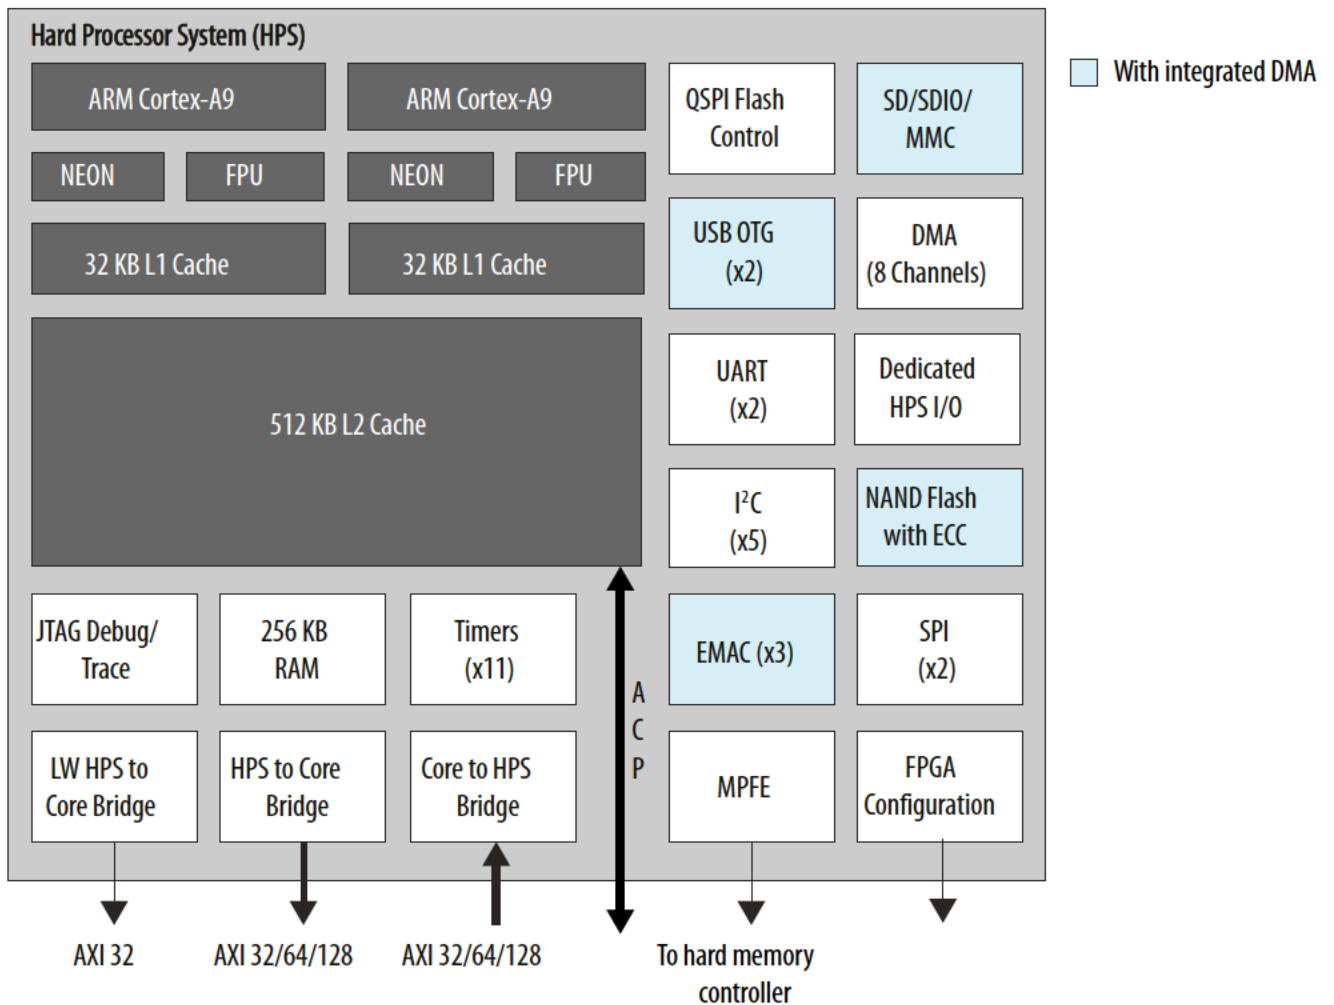 Hard Processor System (HPS)
ARM Cortex-A9
ARM Cortex-A9
NEON
FPU
NEON
FPU
32 KB L1 Cache
32 KB L1 Cache
512 KB L2 Cache
JTAG Debug/
Trace
256 KB
RAM
Timers
(x11)
LW HPS to
Core Bridge
HPS to Core
Bridge
Core to HPS
Bridge
A
C
P
QSPI Flash
Control
SD/SDIO/
MMC
USB OTG
(x2)
DMA
(8 Channels)
UART
(x2)
Dedicated
HPS I/O
I²C
(x5)
NAND Flash
with ECC
EMAC (x3)
SPI
(x2)
MPFE
FPGA
Configuration
AXI 32
AXI 32/64/128
AXI 32/64/128
To hard memory
controller
With integrated DMA